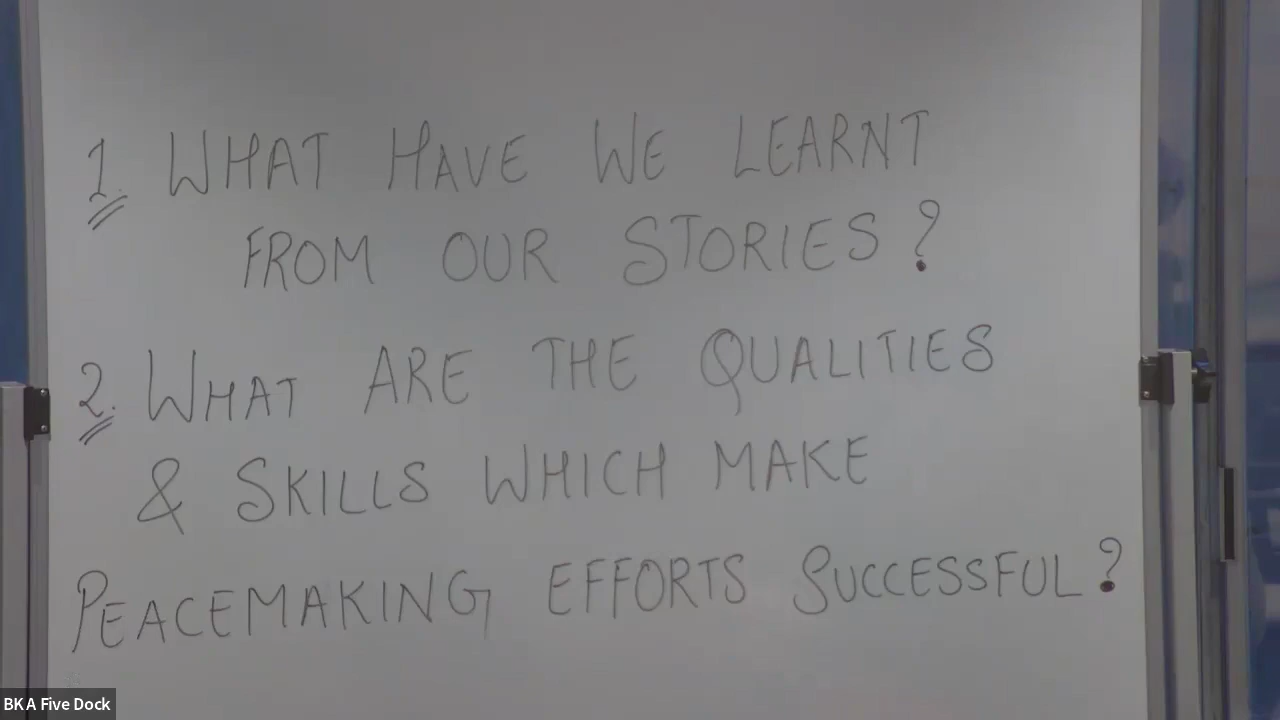 1. WHAT HAVE WE LEARNT
FROM OUR STORIES?
2. WHAT ARE THE QUALITIES
& SKILLS WHICH MAKE
PEACEMAKING EFFORTS SUCCESSFUL?
BKA Five Dock